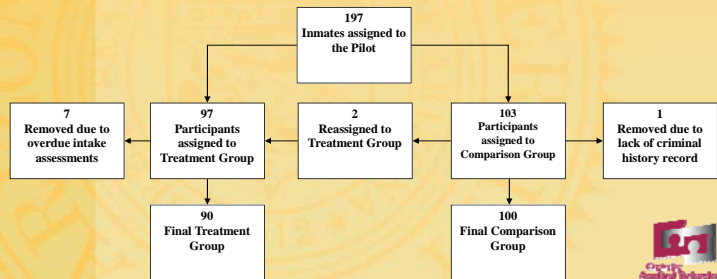 197
Inmates assigned to
the Pilot
7
Removed due to
overdue intake
assessments
97
Participants
assigned to
Treatment Group
2
Reassigned to
Treatment Group
103
Participants
assigned to
Comparison Group
1
Removed due to
lack of criminal
history record
90
Final Treatment
Group
100
Final Comparison
Group